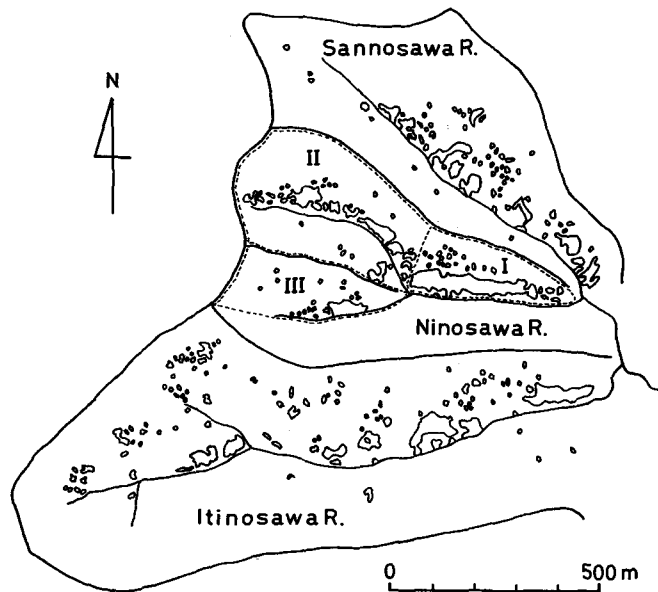 Sannosawa R.
N
II
I
III
Ninosawa R.
Itinosawa R.
0 500 m